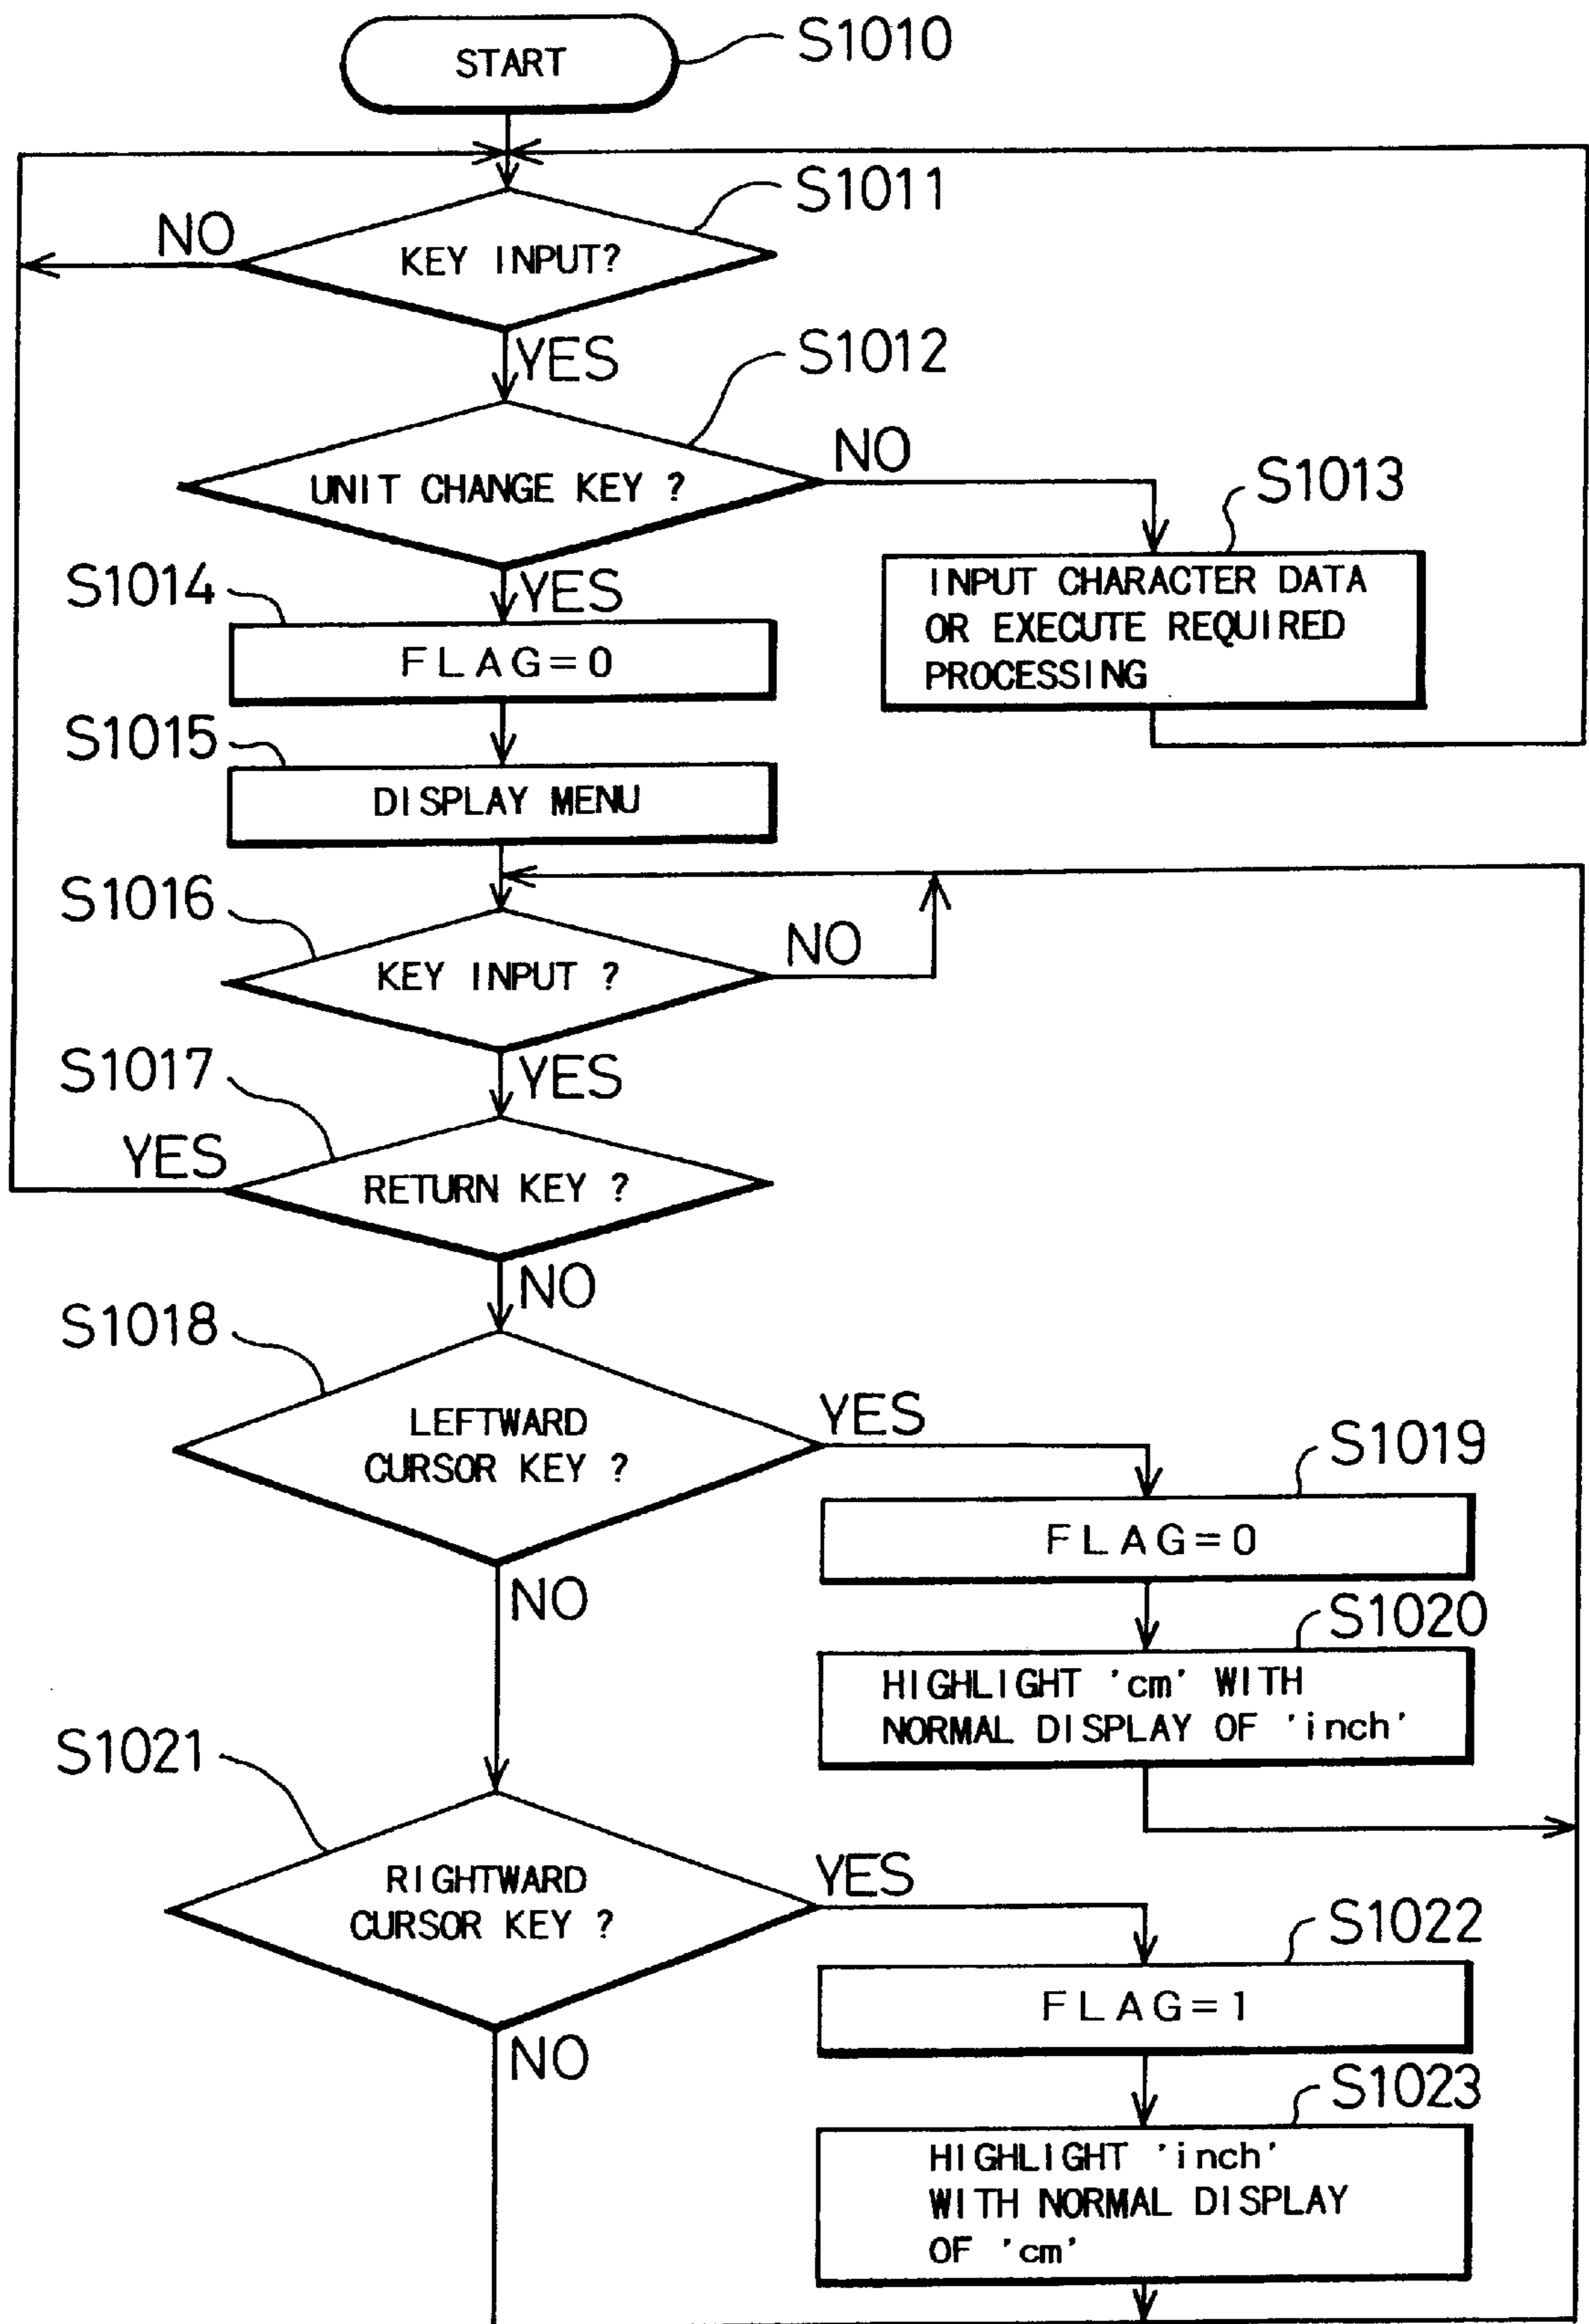 START
S1010
S1011
NO
KEY INPUT?
YES
S1012
UNIT CHANGE KEY ?
NO
S1013
INPUT CHARACTER DATA
OR EXECUTE REQUIRED
PROCESSING
S1014
YES
FLAG=0
S1015
DISPLAY MENU
S1016
KEY INPUT ?
NO
S1017
YES
YES
RETURN KEY ?
NO
S1018
LEFTWARD
CURSOR KEY ?
YES
S1019
FLAG=0
NO
S1020
HIGHLIGHT 'cm' WITH
NORMAL DISPLAY OF 'inch'
S1021
RIGHTWARD
CURSOR KEY ?
YES
S1022
FLAG=1
NO
S1023
HIGHLIGHT 'inch'
WITH NORMAL DISPLAY
OF 'cm'